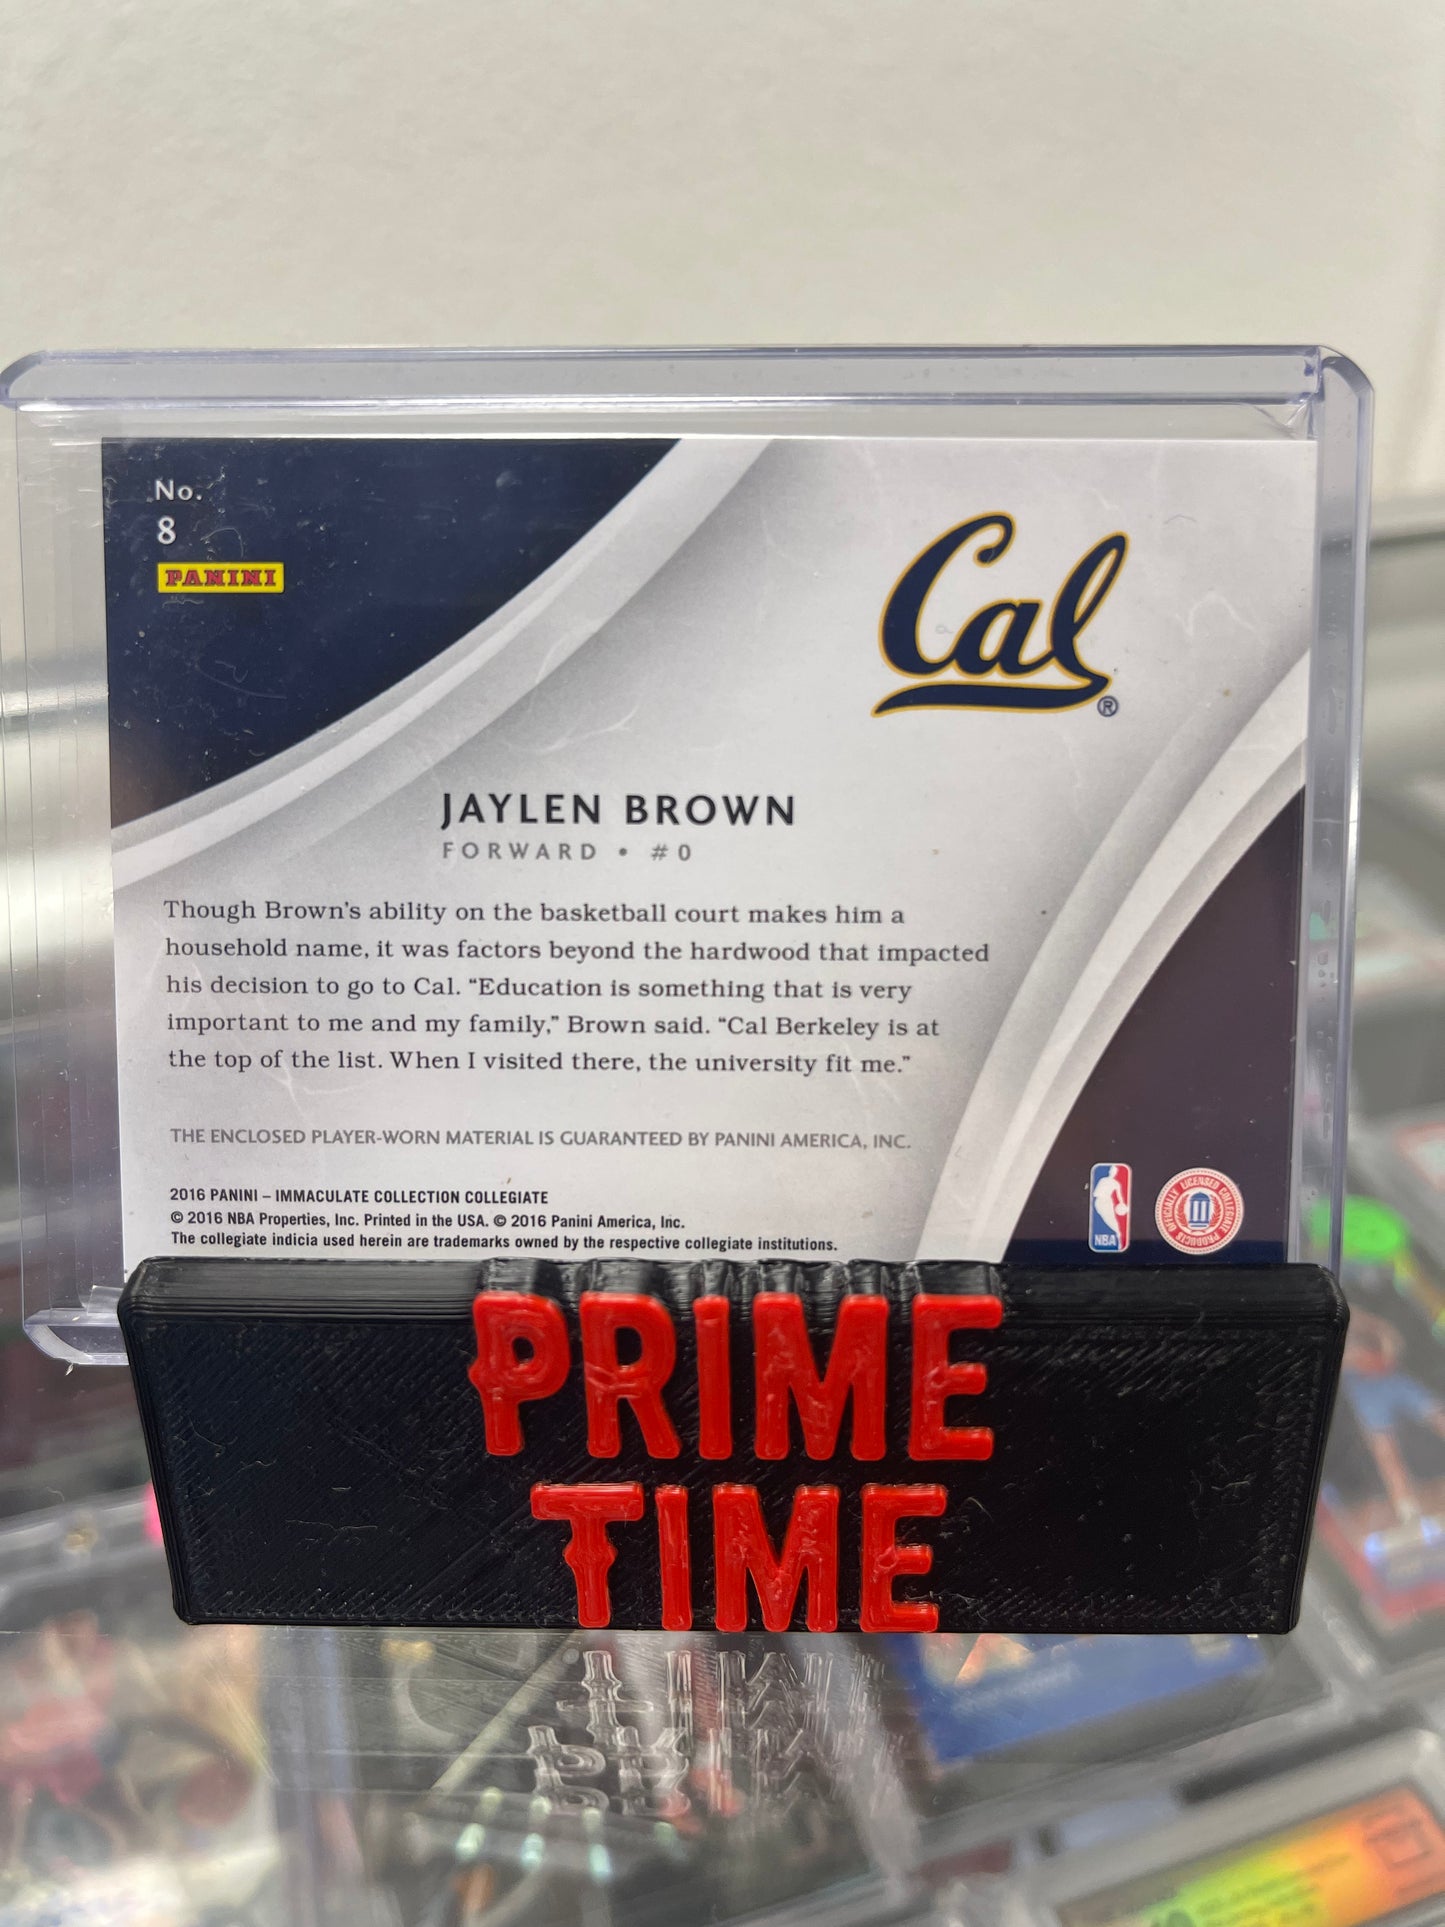 No.
8
PANINI
Cal
®
JAYLEN BROWN
FORWARD • #0
Though Brown's ability on the basketball court makes him a
household name, it was factors beyond the hardwood that impacted
his decision to go to Cal. “Education is something that is very
important to me and my family,” Brown said. “Cal Berkeley is at
the top of the list. When I visited there, the university fit me.”
THE ENCLOSED PLAYER-WORN MATERIAL IS GUARANTEED BY PANINI AMERICA, INC.
2016 PANINI – IMMACULATE COLLECTION COLLEGIATE
© 2016 NBA Properties, Inc. Printed in the USA. © 2016 Panini America, Inc.
The collegiate indicia used herein are trademarks owned by the respective collegiate institutions.
NBA
OFFICIALLY LICENSED COLLEGIATE PRODUCTS
PRIME
TIME